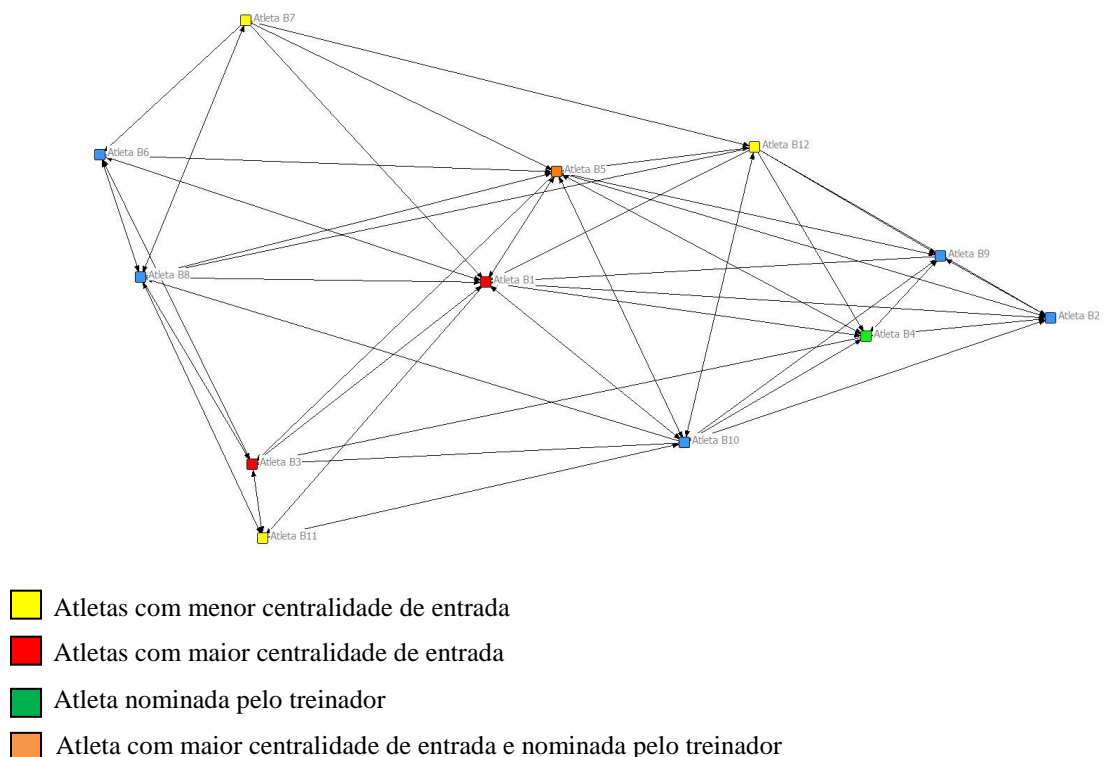 Atleta B7
Atleta B12
Atleta B6
Atleta B5
Atleta B9
Atleta B8
Atleta B1
Atleta B2
Atleta B4
Atleta B10
Atleta B3
Atleta B11
Atletas com menor centralidade de entrada
Atletas com maior centralidade de entrada
Atleta nominada pelo treinador
Atleta com maior centralidade de entrada e nominada pelo treinador